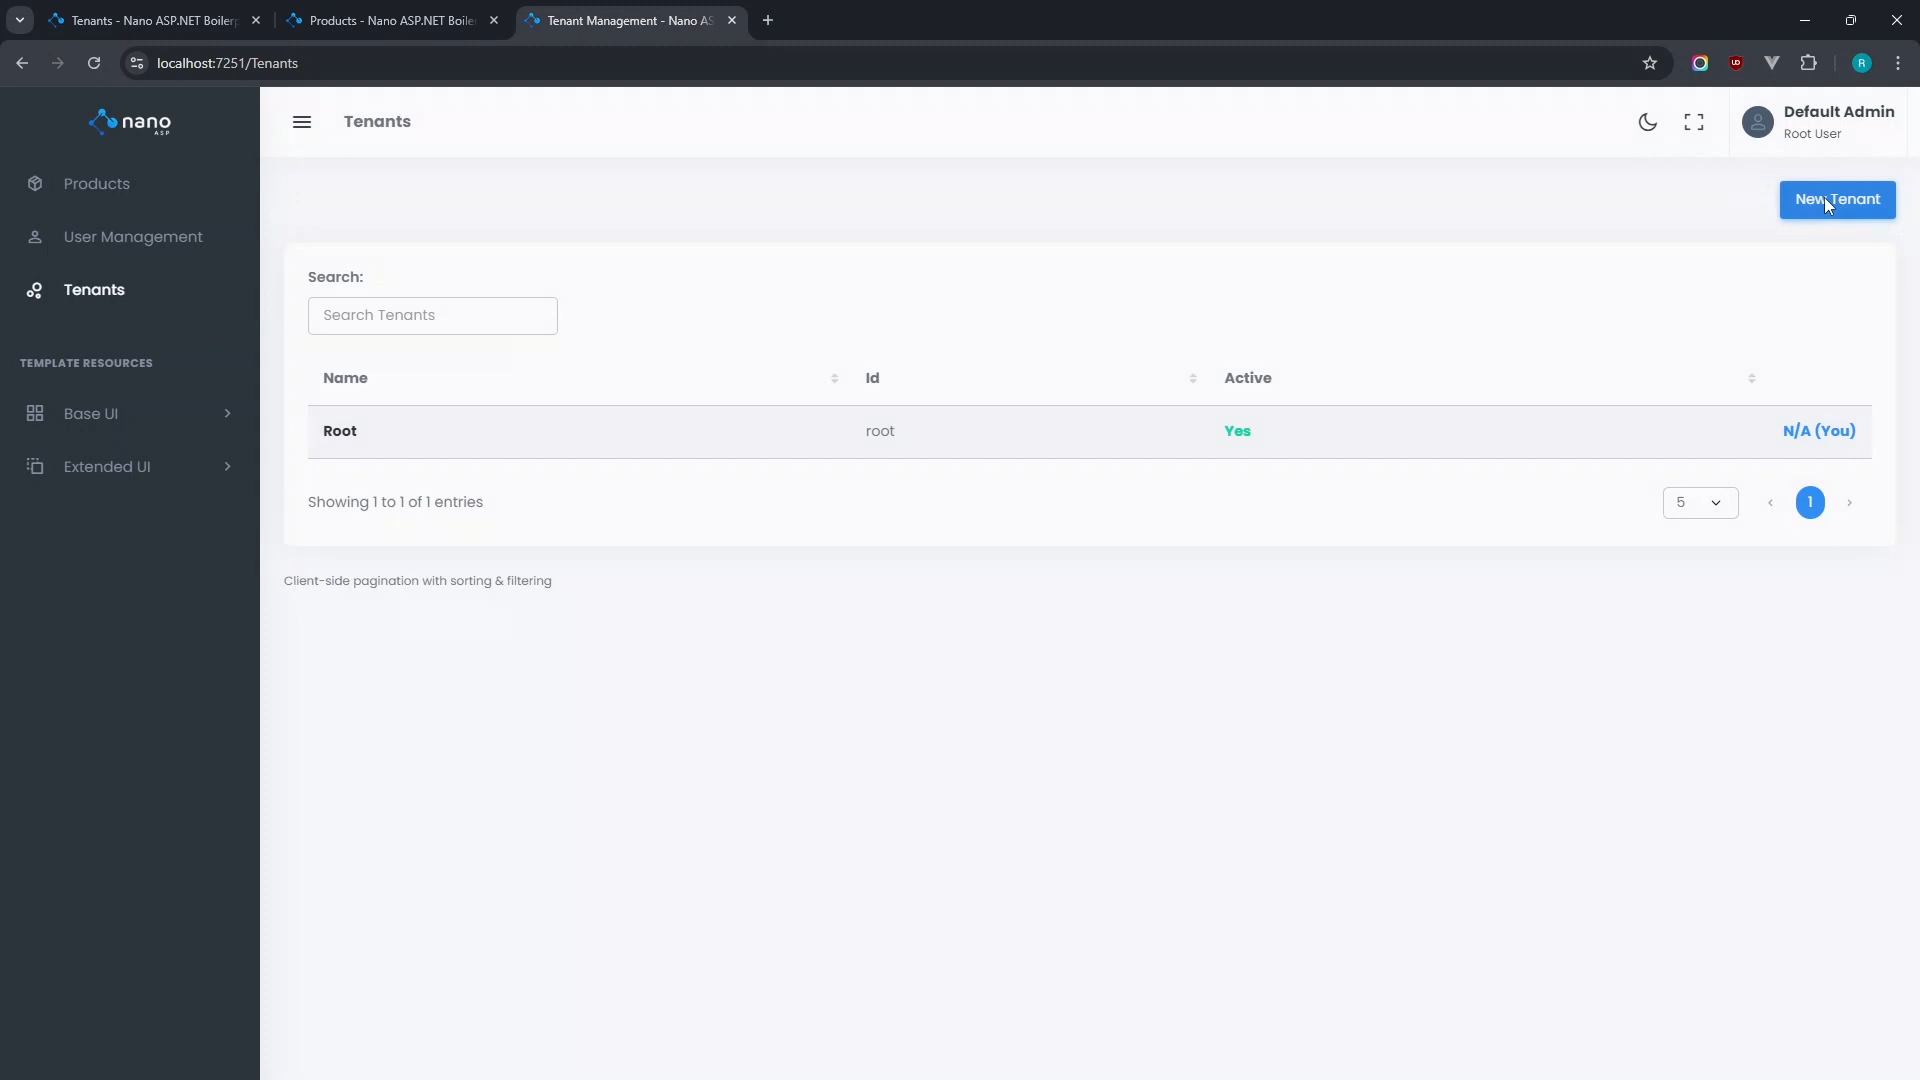 Tenants - Nano ASP.NET Boilerp
Products - Nano ASP.NET Boile
Tenant Management - Nano AS
localhost:7251/Tenants
R
nano
ASP
Tenants
Default Admin
Root User
Products
User Management
Tenants
TEMPLATE RESOURCES
Base UI
Extended UI
New Tenant
Search:
Search Tenants
Name
Id
Active
Root
root
Yes
N/A (You)
Showing 1 to 1 of 1 entries
5
‹
1
›
Client-side pagination with sorting & filtering